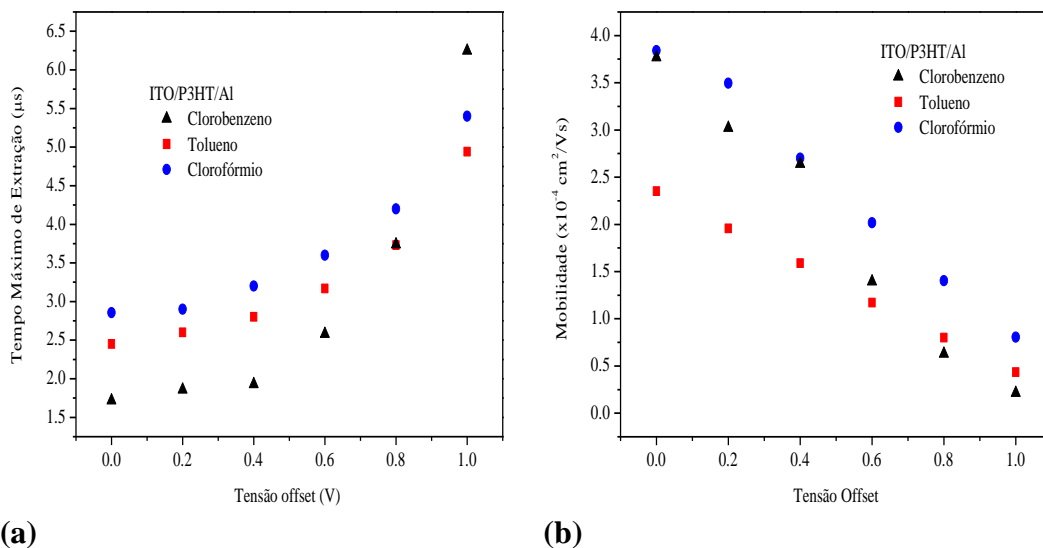 6.5
6.0
5.5
5.0
4.5
4.0
3.5
3.0
2.5
2.0
1.5
Tempo Máximo de Extração (μs)
ITO/P3HT/Al
Clorobenzeno
Tolueno
Clorofórmio
0.0 0.2 0.4 0.6 0.8 1.0
Tensão offset (V)
(a)
4.0
3.5
3.0
2.5
2.0
1.5
1.0
0.5
0.0
Mobilidade (x10⁻⁴ cm²/Vs)
ITO/P3HT/Al
Clorobenzeno
Tolueno
Clorofórmio
0.0 0.2 0.4 0.6 0.8 1.0
Tensão Offset
(b)